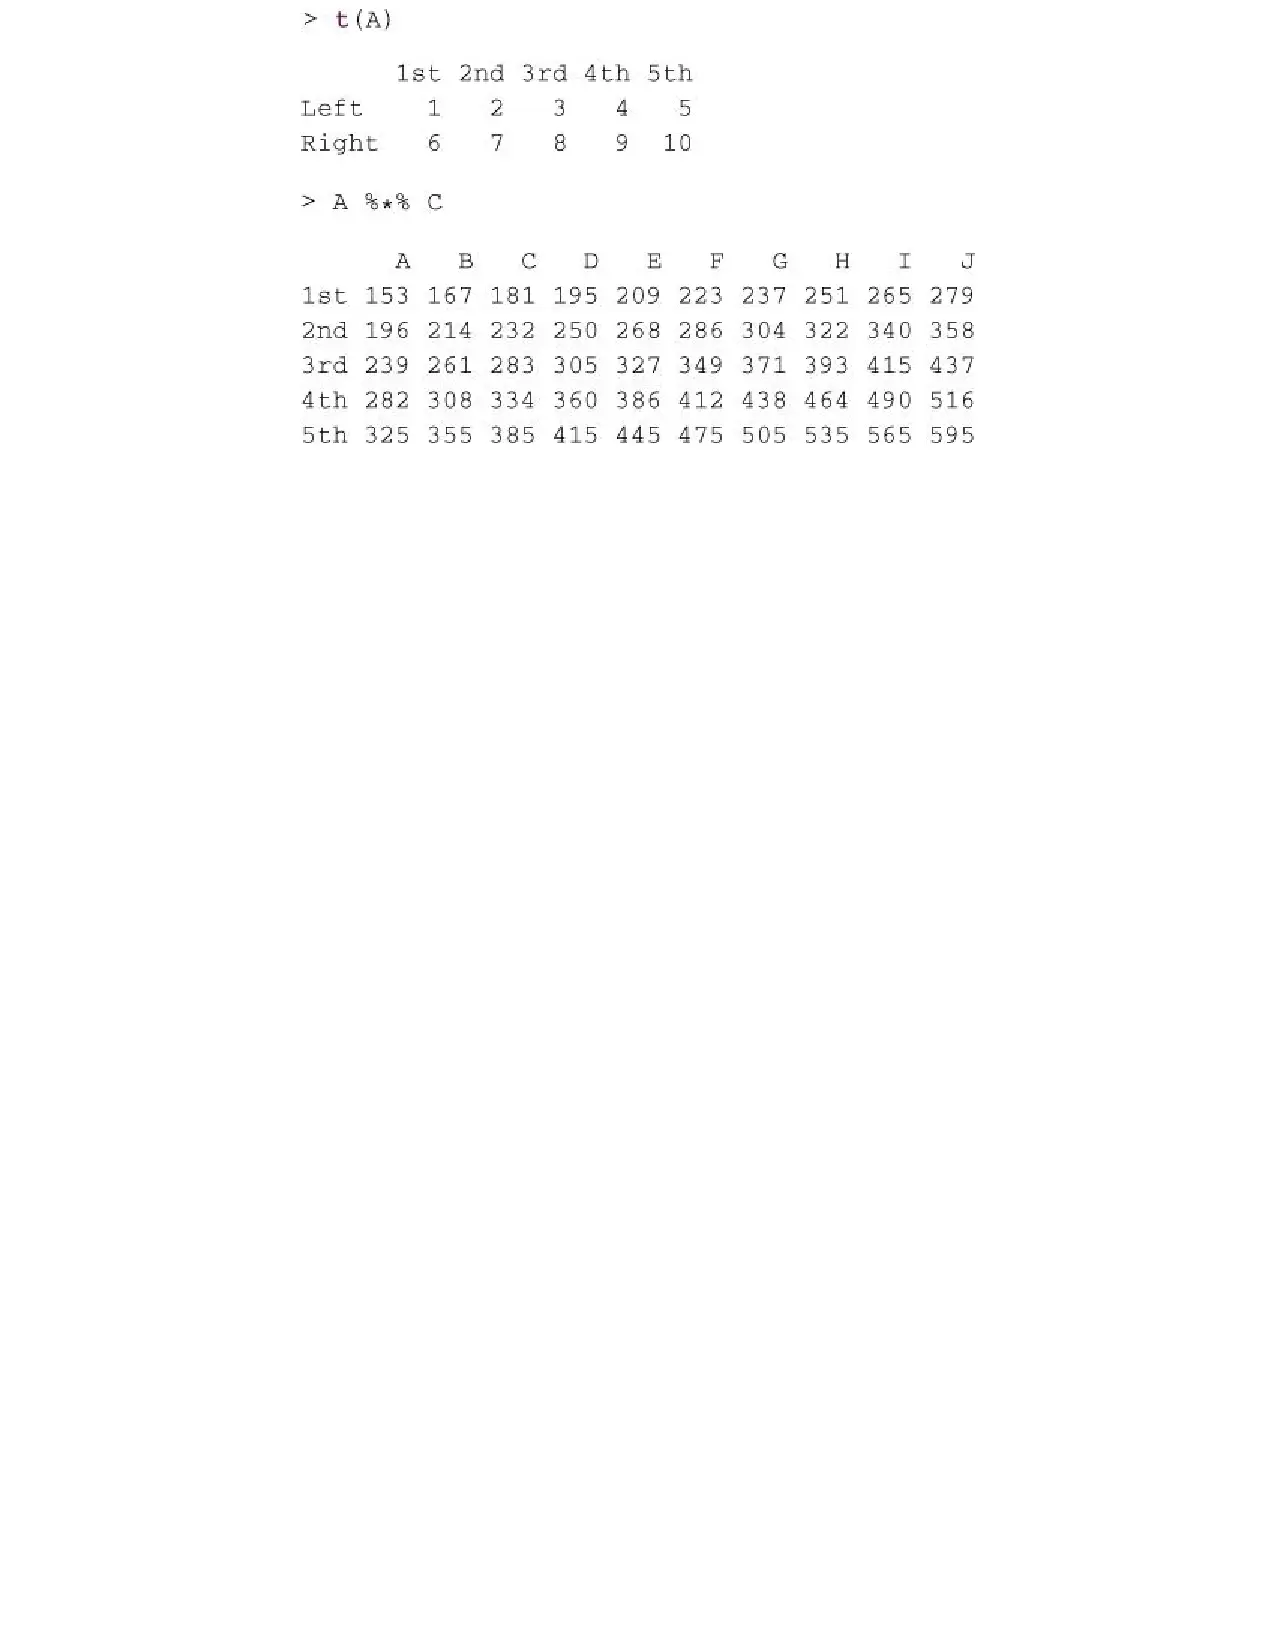 > t(A)
      1st 2nd 3rd 4th 5th
Left    1   2   3   4   5
Right   6   7   8   9  10
> A %*% C
      A   B   C   D   E   F   G   H   I   J
1st 153 167 181 195 209 223 237 251 265 279
2nd 196 214 232 250 268 286 304 322 340 358
3rd 239 261 283 305 327 349 371 393 415 437
4th 282 308 334 360 386 412 438 464 490 516
5th 325 355 385 415 445 475 505 535 565 595